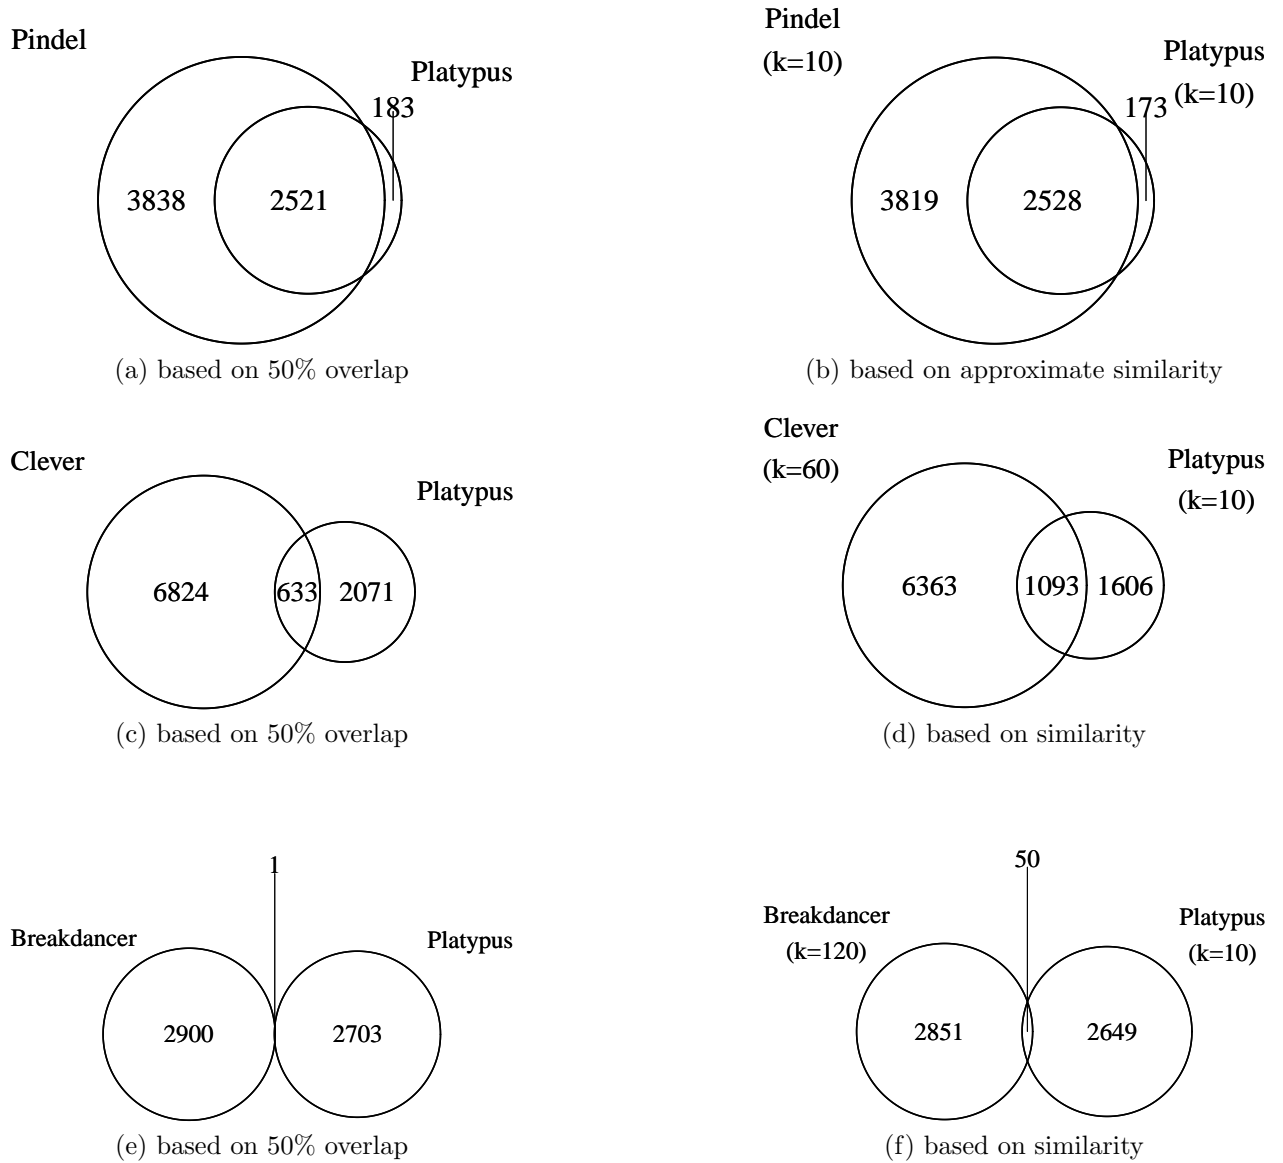 Pindel
Platypus
183
3838
2521
(a) based on 50% overlap
Pindel
(k=10)
Platypus
(k=10)
173
3819
2528
(b) based on approximate similarity
Clever
Platypus
6824
633
2071
(c) based on 50% overlap
Clever
(k=60)
Platypus
(k=10)
6363
1093
1606
(d) based on similarity
1
Breakdancer
Platypus
2900
2703
(e) based on 50% overlap
50
Breakdancer
(k=120)
Platypus
(k=10)
2851
2649
(f) based on similarity